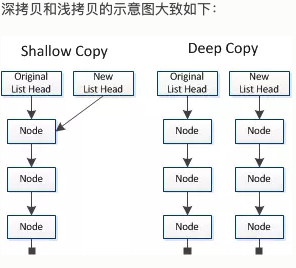 深拷贝和浅拷贝的示意图大致如下：
Shallow Copy
Deep Copy
Original
List Head
New
List Head
Original
List Head
New
List Head
Node
Node
Node
Node
Node
Node
Node
Node
Node